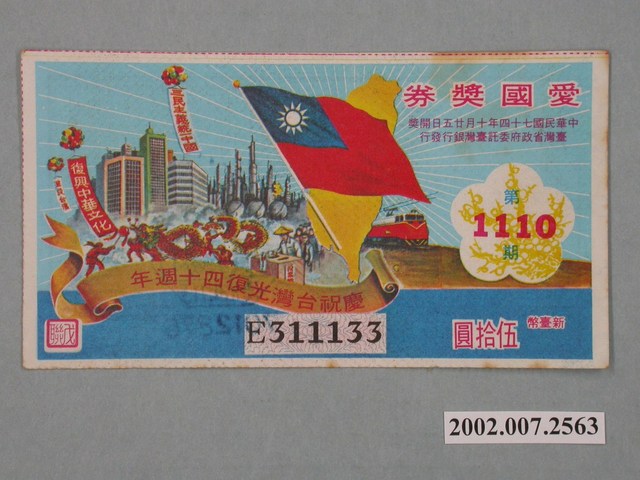 愛國獎券
中華民國七十四年十月廿五日開獎
臺灣省政府委託臺灣銀行發行
三民主義統一中國
復興中華文化
第
1110
期
慶祝台灣光復四十週年
E311133
新臺幣
伍拾圓
聯
2002.007.2563